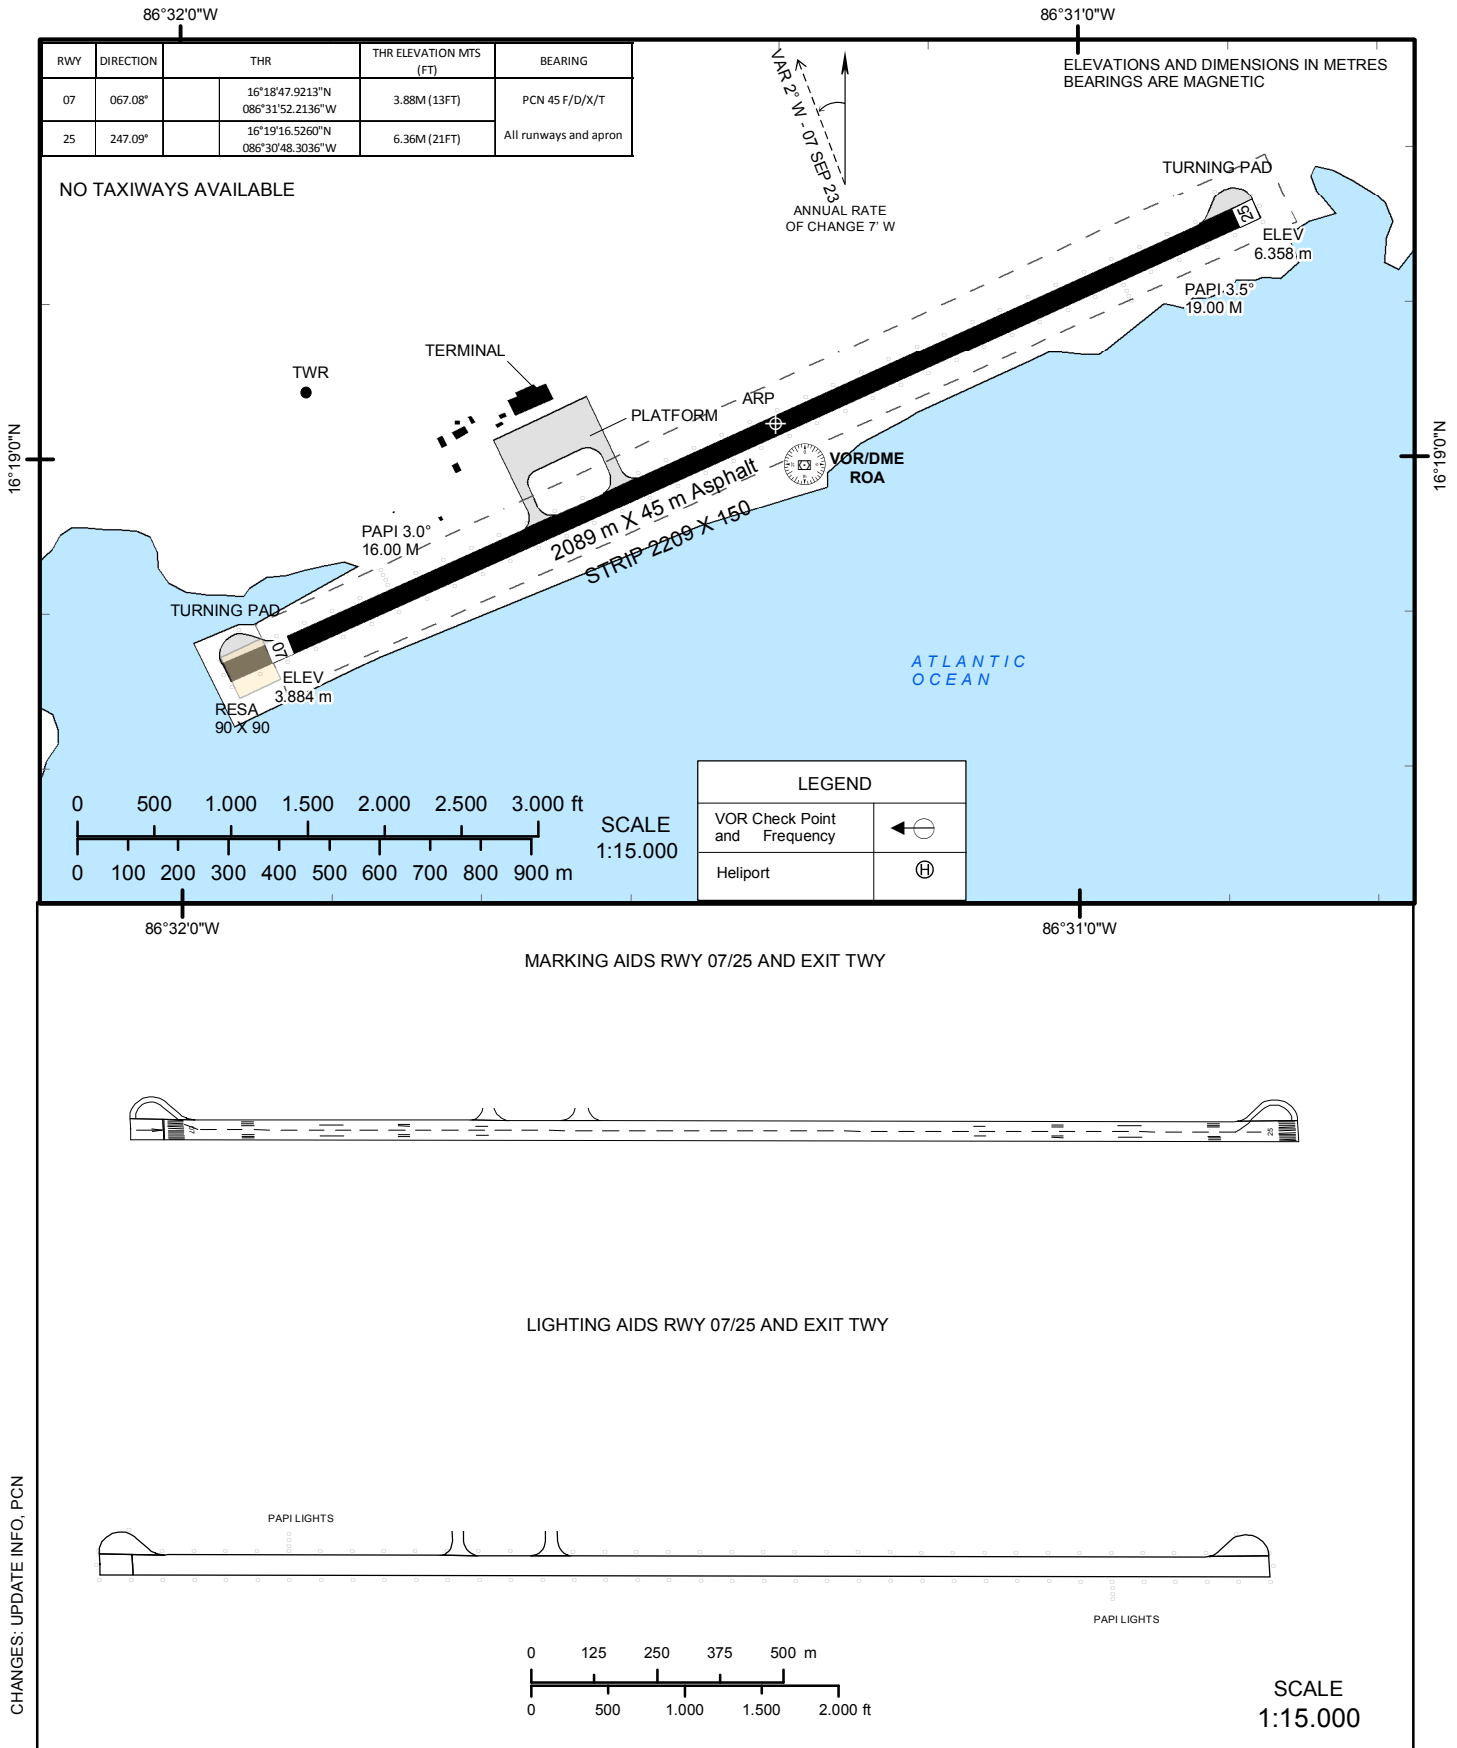 86°32'0"W
86°31'0"W
RWY DIRECTION THR THR ELEVATION MTS (FT) BEARING
07 067.08° 16°18'47.9213"N 086°31'52.2136"W 3.88M (13FT) PCN 45 F/D/X/T
25 247.09° 16°19'16.5260"N 086°30'48.3036"W 6.36M (21FT) All runways and apron
NO TAXIWAYS AVAILABLE
VAR 2° W - 07 SEP 23
ANNUAL RATE
OF CHANGE 7' W
ELEVATIONS AND DIMENSIONS IN METRES
BEARINGS ARE MAGNETIC
TURNING PAD
25
ELEV
6.358 m
PAPI 3.5°
19.00 M
TERMINAL
TWR
PLATFORM
ARP
VOR/DME
ROA
16°19'0"N
16°19'0"N
2089 m X 45 m Asphalt
STRIP 2209 X 150
PAPI 3.0°
16.00 M
TURNING PAD
07
ELEV
3.884 m
RESA
90 X 90
ATLANTIC
OCEAN
0 500 1.000 1.500 2.000 2.500 3.000 ft
0 100 200 300 400 500 600 700 800 900 m
SCALE
1:15.000
LEGEND
VOR Check Point
and Frequency
Heliport H
86°32'0"W
86°31'0"W
MARKING AIDS RWY 07/25 AND EXIT TWY
07
25
LIGHTING AIDS RWY 07/25 AND EXIT TWY
PAPI LIGHTS
PAPI LIGHTS
0 125 250 375 500 m
0 500 1.000 1.500 2.000 ft
SCALE
1:15.000
CHANGES: UPDATE INFO, PCN